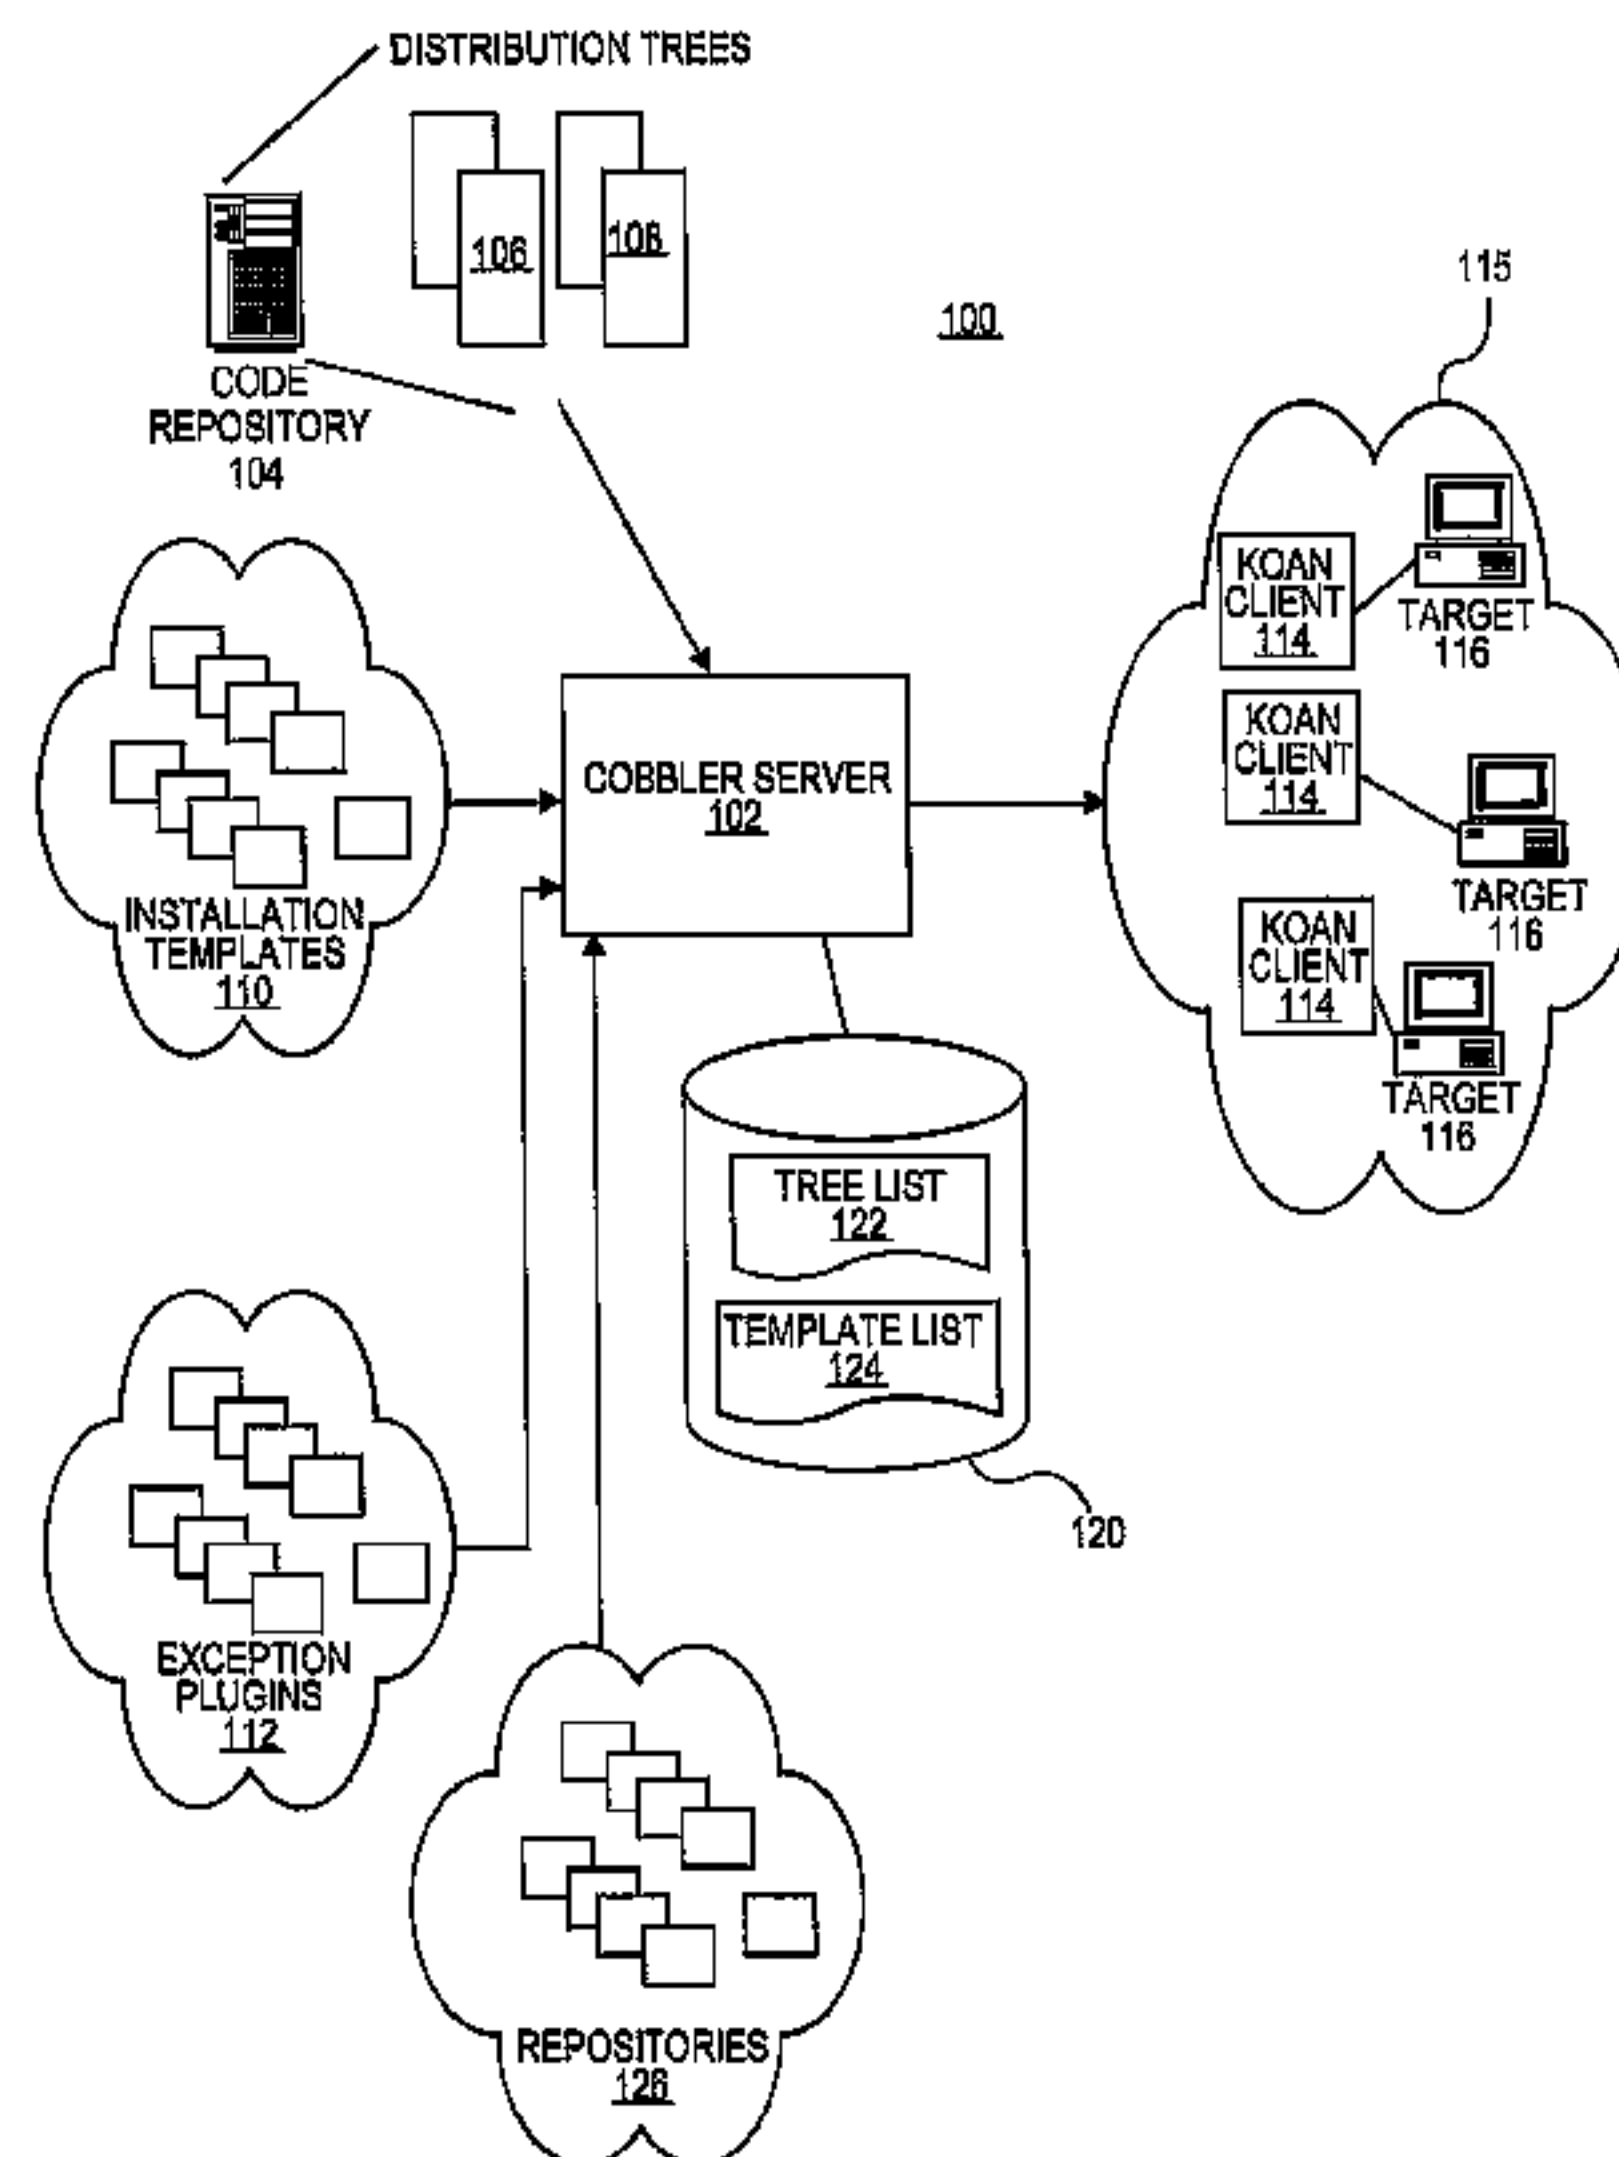 DISTRIBUTION TREES
106
108
100
115
CODE
REPOSITORY
104
KOAN
CLIENT
114
TARGET
116
KOAN
CLIENT
114
TARGET
116
KOAN
CLIENT
114
TARGET
116
COBBLER SERVER
102
INSTALLATION
TEMPLATES
110
TREE LIST
122
TEMPLATE LIST
124
120
EXCEPTION
PLUGINS
112
REPOSITORIES
126